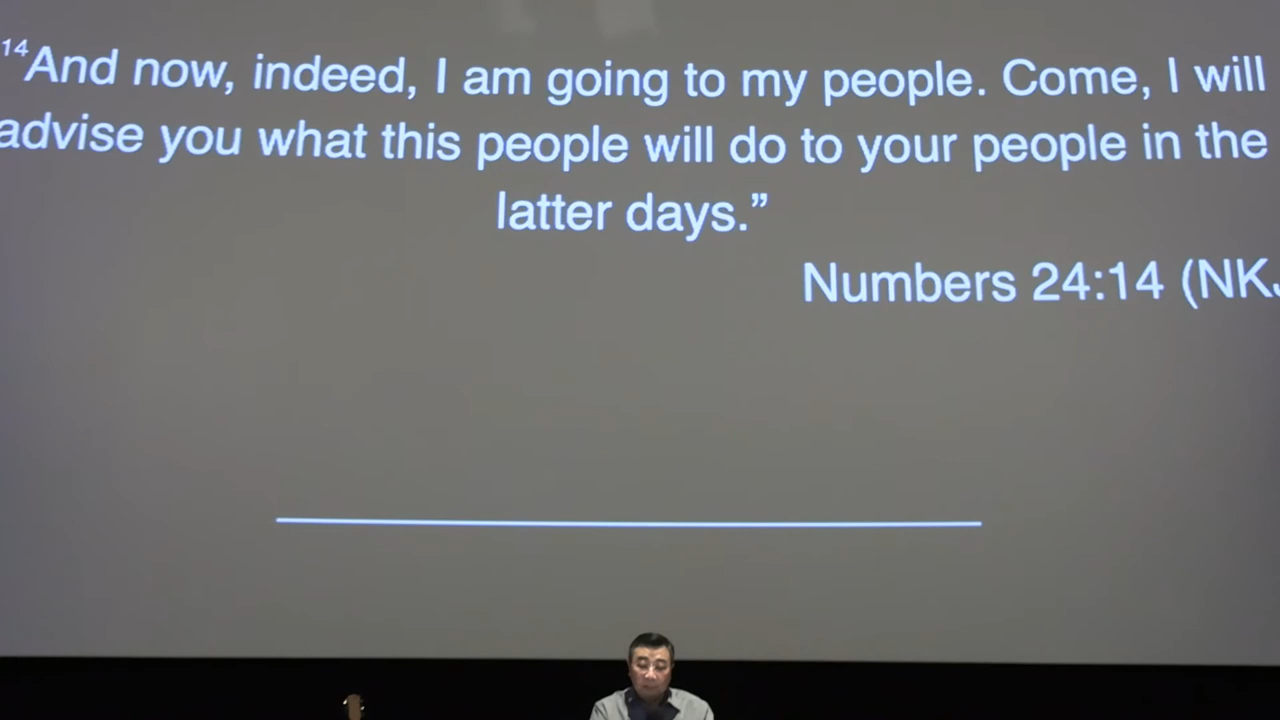 14“And now, indeed, I am going to my people. Come, I will
advise you what this people will do to your people in the
latter days.”
Numbers 24:14 (NK